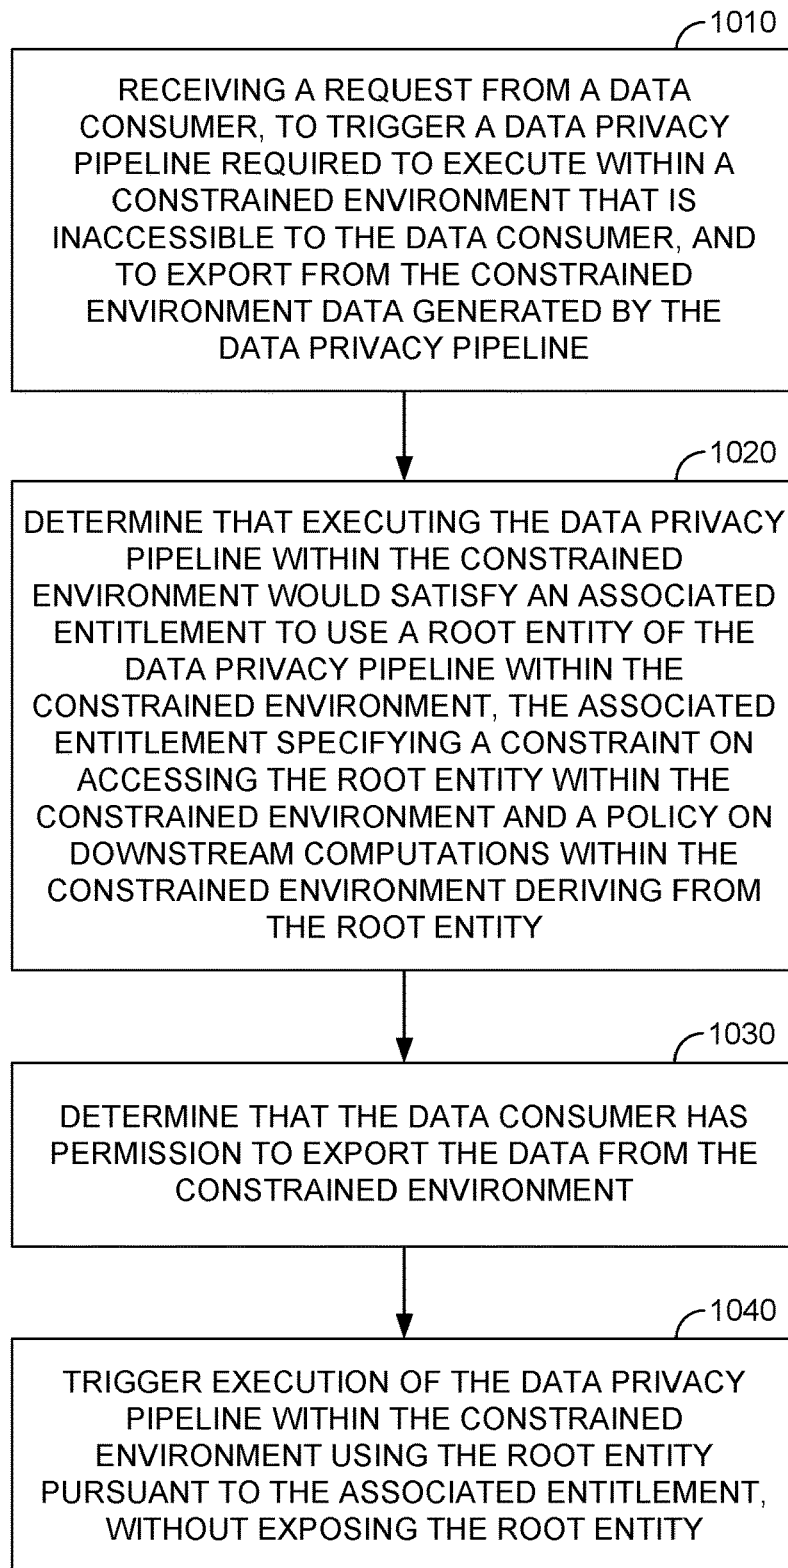 1010
RECEIVING A REQUEST FROM A DATA
CONSUMER, TO TRIGGER A DATA PRIVACY
PIPELINE REQUIRED TO EXECUTE WITHIN A
CONSTRAINED ENVIRONMENT THAT IS
INACCESSIBLE TO THE DATA CONSUMER, AND
TO EXPORT FROM THE CONSTRAINED
ENVIRONMENT DATA GENERATED BY THE
DATA PRIVACY PIPELINE
1020
DETERMINE THAT EXECUTING THE DATA PRIVACY
PIPELINE WITHIN THE CONSTRAINED
ENVIRONMENT WOULD SATISFY AN ASSOCIATED
ENTITLEMENT TO USE A ROOT ENTITY OF THE
DATA PRIVACY PIPELINE WITHIN THE
CONSTRAINED ENVIRONMENT, THE ASSOCIATED
ENTITLEMENT SPECIFYING A CONSTRAINT ON
ACCESSING THE ROOT ENTITY WITHIN THE
CONSTRAINED ENVIRONMENT AND A POLICY ON
DOWNSTREAM COMPUTATIONS WITHIN THE
CONSTRAINED ENVIRONMENT DERIVING FROM
THE ROOT ENTITY
1030
DETERMINE THAT THE DATA CONSUMER HAS
PERMISSION TO EXPORT THE DATA FROM THE
CONSTRAINED ENVIRONMENT
1040
TRIGGER EXECUTION OF THE DATA PRIVACY
PIPELINE WITHIN THE CONSTRAINED
ENVIRONMENT USING THE ROOT ENTITY
PURSUANT TO THE ASSOCIATED ENTITLEMENT,
WITHOUT EXPOSING THE ROOT ENTITY